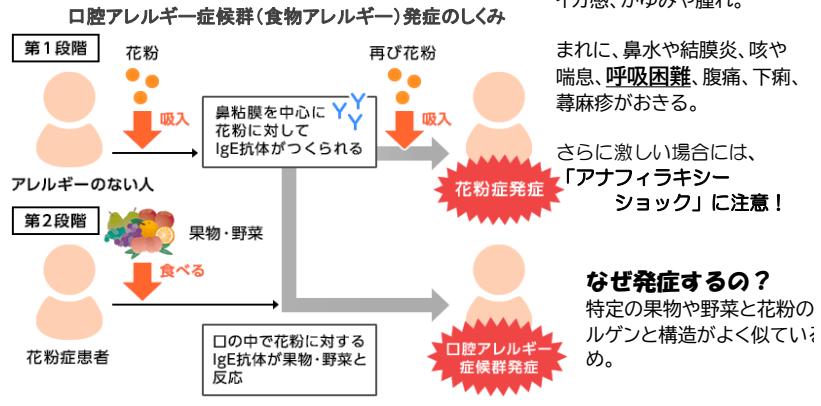 口腔アレルギー症候群(食物アレルギー)発症のしくみ
第1段階
花粉
吸入
アレルギーのない人
鼻粘膜を中心に
花粉に対して
IgE抗体がつくられる
再び花粉
吸入
花粉症発症
第2段階
果物・野菜
食べる
花粉症患者
口の中で花粉に対する
IgE抗体が果物・野菜と
反応
口腔アレルギー
症候群発症
まれに、鼻水や結膜炎、咳や
喘息、呼吸困難、腹痛、下痢、
蕁麻疹がおきる。
さらに激しい場合には、
「アナフィラキシー
ショック」に注意!
なぜ発症するの?
特定の果物や野菜と花粉の
ルゲンと構造がよく似ている
め。